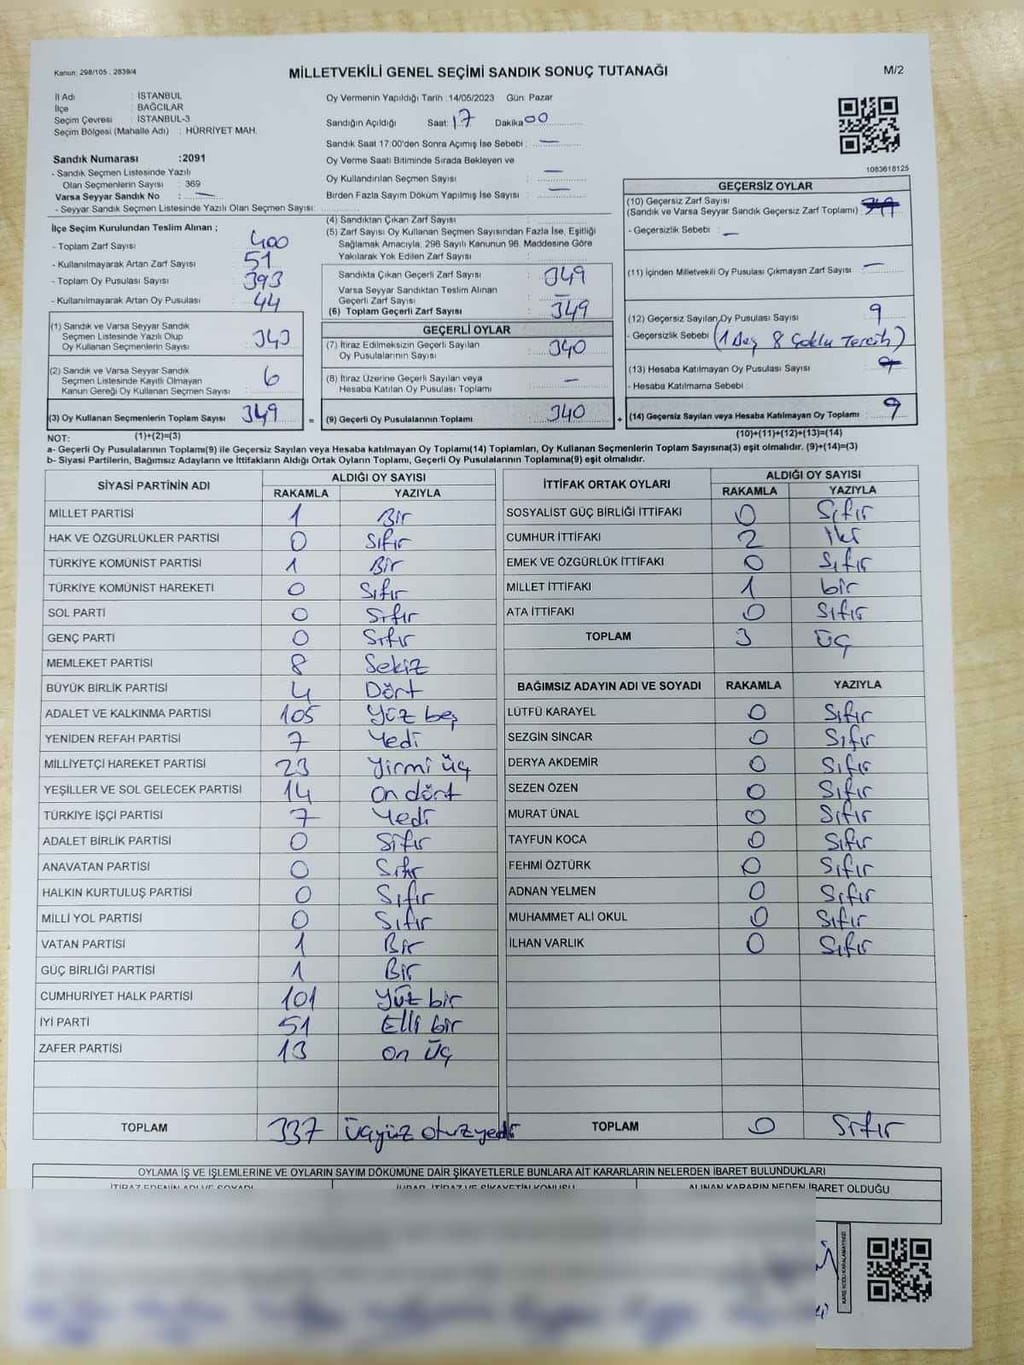 Kanun: 298/105 . 2839/4
MİLLETVEKİLİ GENEL SEÇİMİ SANDIK SONUÇ TUTANAĞI
M/2
İl Adı : İSTANBUL
İlçe : BAĞCILAR
Seçim Çevresi : İSTANBUL-3
Seçim Bölgesi (Mahalle Adı) : HÜRRİYET MAH.
Oy Vermenin Yapıldığı Tarih :14/05/2023 Gün: Pazar
Sandığın Açıldığı Saat: 17 Dakika 00
Sandık Saat 17:00'den Sonra Açımış İse Sebebi : —
Oy Verme Saati Bitiminde Sırada Bekleyen ve
Oy Kullandırılan Seçmen Sayısı : —
Birden Fazla Sayım Döküm Yapılmış İse Sayısı : —
1083618125
Sandık Numarası :2091
- Sandık Seçmen Listesinde Yazılı
Olan Seçmenlerin Sayısı : 369
Varsa Seyyar Sandık No : —
- Seyyar Sandık Seçmen Listesinde Yazılı Olan Seçmen Sayısı:
İlçe Seçim Kurulundan Teslim Alınan ;
- Toplam Zarf Sayısı : 400
- Kullanılmayarak Artan Zarf Sayısı : 51
- Toplam Oy Pusulası Sayısı : 393
- Kullanılmayarak Artan Oy Pusulası : 44
(1) Sandık ve Varsa Seyyar Sandık
Seçmen Listesinde Yazılı Olup
Oy Kullanan Seçmenlerin Sayısı : 343
(2) Sandık ve Varsa Seyyar Sandık
Seçmen Listesinde Kayıtlı Olmayan
Kanun Gereği Oy Kullanan Seçmen Sayısı : 6
(3) Oy Kullanan Seçmenlerin Toplam Sayısı : 349
(4) Sandıktan Çıkan Zarf Sayısı :
(5) Zarf Sayısı Oy Kullanan Seçmen Sayısından Fazla İse, Eşitliği
Sağlamak Amacıyla, 298 Sayılı Kanunun 98. Maddesine Göre
Yakılarak Yok Edilen Zarf Sayısı :
Sandıkta Çıkan Geçerli Zarf Sayısı : 349
Varsa Seyyar Sandıktan Teslim Alınan
Geçerli Zarf Sayısı : —
(6) Toplam Geçerli Zarf Sayısı : 349
GEÇERLİ OYLAR
(7) İtiraz Edilmeksizin Geçerli Sayılan
Oy Pusulalarının Sayısı : 340
(8) İtiraz Üzerine Geçerli Sayılan veya
Hesaba Katılan Oy Pusulası Toplamı : —
= (9) Geçerli Oy Pusulalarının Toplamı : 340 +
GEÇERSİZ OYLAR
(10) Geçersiz Zarf Sayısı
(Sandık ve Varsa Seyyar Sandık Geçersiz Zarf Toplamı) :
- Geçersizlik Sebebi : —
(11) İçinden Milletvekili Oy Pusulası Çıkmayan Zarf Sayısı : —
(12) Geçersiz Sayılan Oy Pusulası Sayısı : 9
- Geçersizlik Sebebi : (1 Boş 8 Çoklu Tercih)
(13) Hesaba Katılmayan Oy Pusulası Sayısı :
- Hesaba Katılmama Sebebi :
(14) Geçersiz Sayılan veya Hesaba Katılmayan Oy Toplamı : 9
NOT: (1)+(2)=(3)
(10)+(11)+(12)+(13)=(14)
a- Geçerli Oy Pusulalarının Toplamı(9) ile Geçersiz Sayılan veya Hesaba katılmayan Oy Toplamı(14) Toplamları, Oy Kullanan Seçmenlerin Toplam Sayısına(3) eşit olmalıdır. (9)+(14)=(3)
b- Siyasi Partilerin, Bağımsız Adayların ve İttifakların Aldığı Ortak Oyların Toplamı, Geçerli Oy Pusulalarının Toplamına(9) eşit olmalıdır.
SİYASİ PARTİNİN ADI ALDIĞI OY SAYISI
RAKAMLA YAZIYLA
MİLLET PARTİSİ 1 Bir
HAK VE ÖZGÜRLÜKLER PARTİSİ 0 Sıfır
TÜRKİYE KOMÜNİST PARTİSİ 1 Bir
TÜRKİYE KOMÜNİST HAREKETİ 0 Sıfır
SOL PARTİ 0 Sıfır
GENÇ PARTİ 0 Sıfır
MEMLEKET PARTİSİ 8 Sekiz
BÜYÜK BİRLİK PARTİSİ 4 Dört
ADALET VE KALKINMA PARTİSİ 105 Yüz beş
YENİDEN REFAH PARTİSİ 7 Yedi
MİLLİYETÇİ HAREKET PARTİSİ 23 Yirmi üç
YEŞİLLER VE SOL GELECEK PARTİSİ 14 On dört
TÜRKİYE İŞÇİ PARTİSİ 7 Yedi
ADALET BİRLİK PARTİSİ 0 Sıfır
ANAVATAN PARTİSİ 0 Sıfır
HALKIN KURTULUŞ PARTİSİ 0 Sıfır
MİLLİ YOL PARTİSİ 0 Sıfır
VATAN PARTİSİ 1 Bir
GÜÇ BİRLİĞİ PARTİSİ 1 Bir
CUMHURİYET HALK PARTİSİ 101 Yüz bir
İYİ PARTİ 51 Elli bir
ZAFER PARTİSİ 13 On üç
TOPLAM 337 Üçyüz otuzyedi
İTTİFAK ORTAK OYLARI ALDIĞI OY SAYISI
RAKAMLA YAZIYLA
SOSYALİST GÜÇ BİRLİĞİ İTTİFAKI 0 Sıfır
CUMHUR İTTİFAKI 2 İki
EMEK VE ÖZGÜRLÜK İTTİFAKI 0 Sıfır
MİLLET İTTİFAKI 1 bir
ATA İTTİFAKI 0 Sıfır
TOPLAM 3 Üç
BAĞIMSIZ ADAYIN ADI VE SOYADI RAKAMLA YAZIYLA
LÜTFÜ KARAYEL 0 Sıfır
SEZGİN SİNCAR 0 Sıfır
DERYA AKDEMİR 0 Sıfır
SEZEN ÖZEN 0 Sıfır
MURAT ÜNAL 0 Sıfır
TAYFUN KOCA 0 Sıfır
FEHMİ ÖZTÜRK 0 Sıfır
ADNAN YELMEN 0 Sıfır
MUHAMMET ALİ OKUL 0 Sıfır
İLHAN VARLIK 0 Sıfır
TOPLAM 0 Sıfır
OYLAMA İŞ VE İŞLEMLERİNE VE OYLARIN SAYIM DÖKÜMÜNE DAİR ŞİKAYETLERLE BUNLARA AİT KARARLARIN NELERDEN İBARET BULUNDUKLARI
İTİRAZ EDENİN ADI VE SOYADI İHBAR, İTİRAZ VE ŞİKAYETİN KONUSU ALINAN KARARIN NEDEN İBARET OLDUĞU